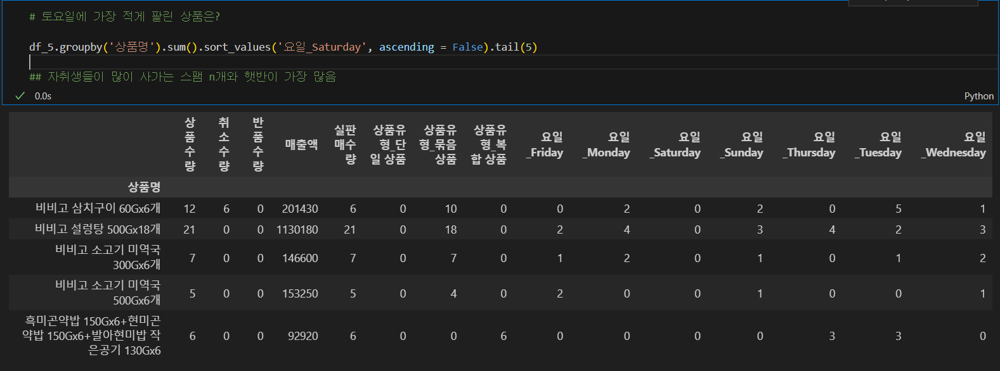 # 토요일에 가장 적게 팔린 상품은?
df_5.groupby('상품명').sum().sort_values('요일_Saturday', ascending = False).tail(5)
## 자취생들이 많이 사가는 스팸 n개와 햇반이 가장 많음
0.0s
Python
상품수량 취소수량 반품수량 매출액 실판매수량 상품유형_단일 상품 상품유형_묶음 상품 상품유형_복합 상품 요일_Friday 요일_Monday 요일_Saturday 요일_Sunday 요일_Thursday 요일_Tuesday 요일_Wednesday
상품명
비비고 삼치구이 60Gx6개 12 6 0 201430 6 0 10 0 0 2 0 2 0 5 1
비비고 설렁탕 500Gx18개 21 0 0 1130180 21 0 18 0 2 4 0 3 4 2 3
비비고 소고기 미역국 300Gx6개 7 0 0 146600 7 0 7 0 1 2 0 1 0 1 2
비비고 소고기 미역국 500Gx6개 5 0 0 153250 5 0 4 0 2 0 0 1 0 0 1
흑미곤약밥 150Gx6+현미곤약밥 150Gx6+발아현미밥 작은공기 130Gx6 6 0 0 92920 6 0 0 6 0 0 0 0 3 3 0